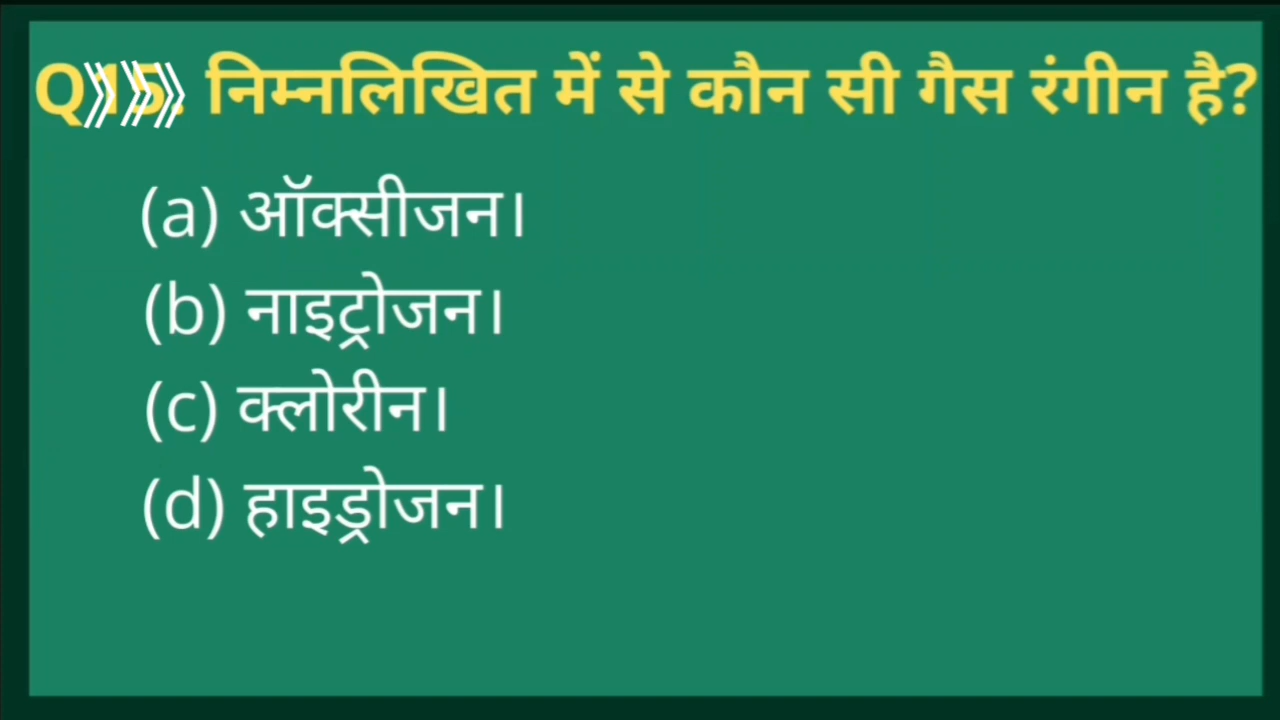 Q15. निम्नलिखित में से कौन सी गैस रंगीन है?
(a) ऑक्सीजन।
(b) नाइट्रोजन।
(c) क्लोरीन।
(d) हाइड्रोजन।